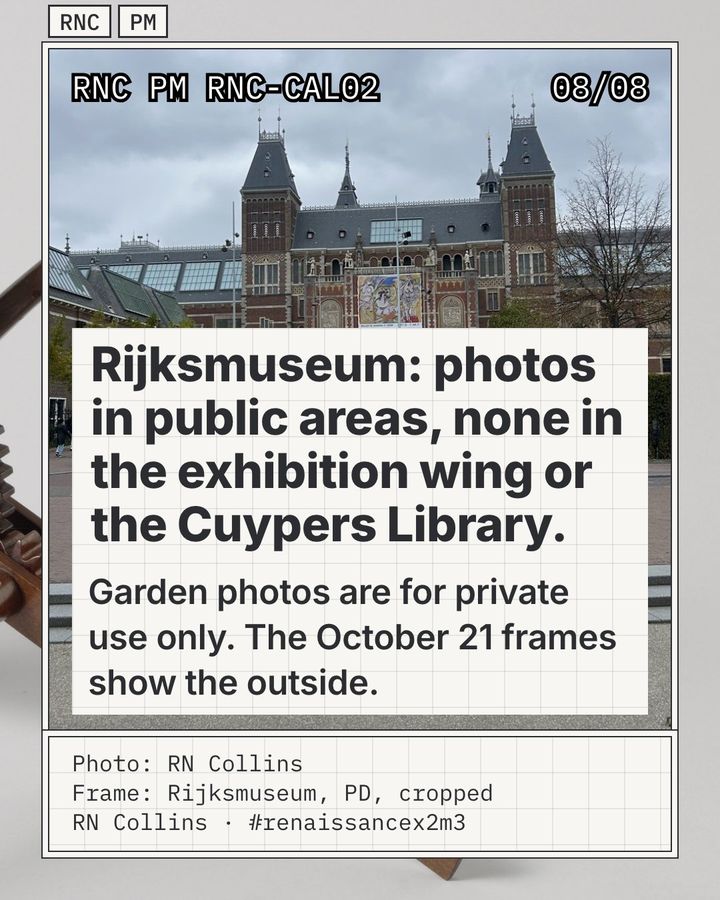 RNC PM
RNC PM RNC-CAL02 08/08
Rijksmuseum: photos
in public areas, none in
the exhibition wing or
the Cuypers Library.
Garden photos are for private
use only. The October 21 frames
show the outside.
Photo: RN Collins
Frame: Rijksmuseum, PD, cropped
RN Collins · #renaissancex2m3